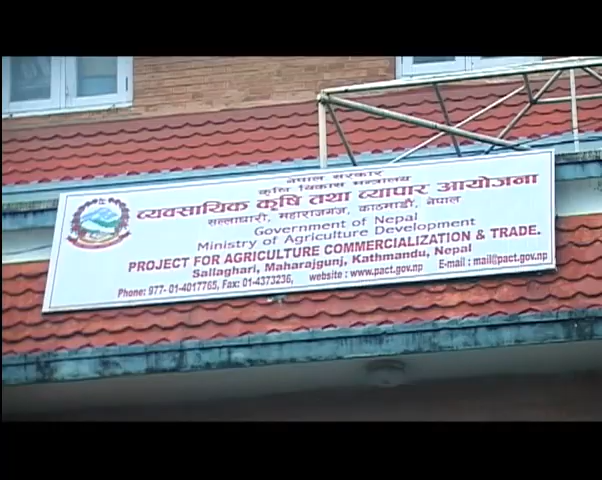 नेपाल सरकार
कृषि विकास मन्त्रालय
व्यवसायिक कृषि तथा व्यापार आयोजना
सल्लाघारी, महाराजगंज, काठमाडौं, नेपाल
Government of Nepal
Ministry of Agriculture Development
PROJECT FOR AGRICULTURE COMMERCIALIZATION & TRADE.
Sallaghari, Maharajgunj, Kathmandu, Nepal
Phone: 977- 01-4017765, Fax: 01-4373236, website : www.pact.gov.np E-mail : mail@pact.gov.np